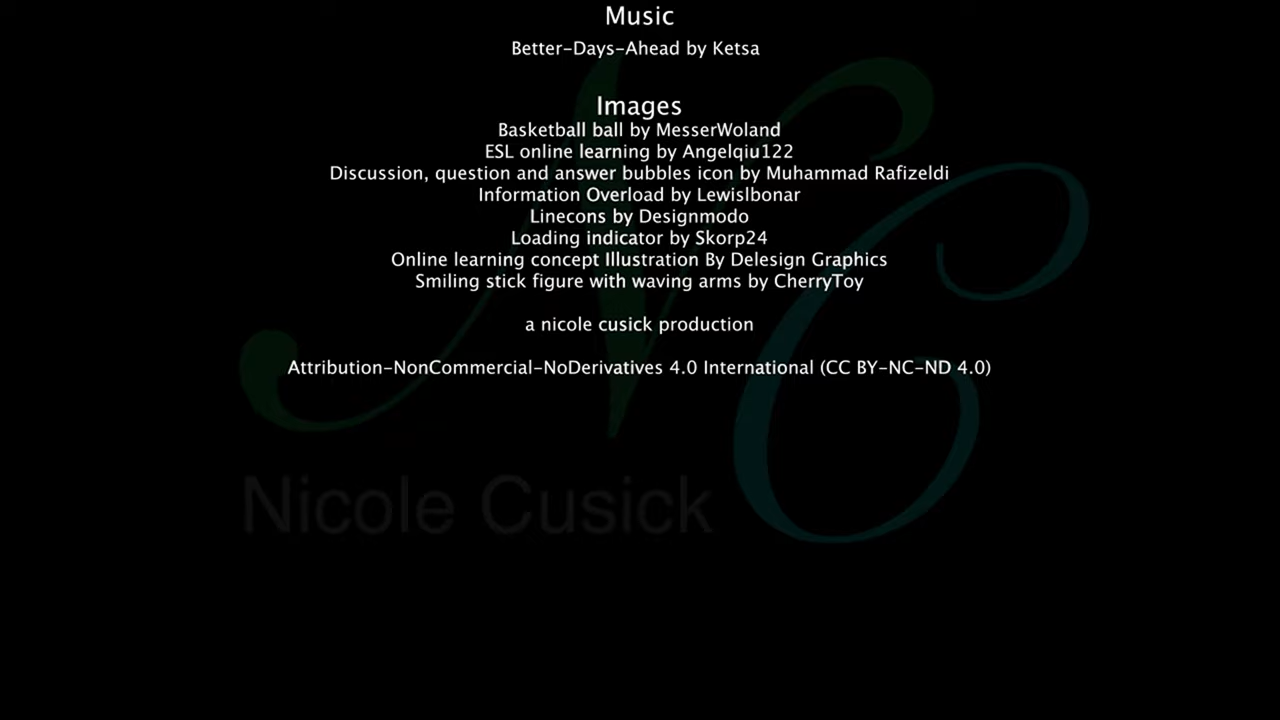 Music
Better-Days-Ahead by Ketsa
Images
Basketball ball by MesserWoland
ESL online learning by Angelqiu122
Discussion, question and answer bubbles icon by Muhammad Rafizeldi
Information Overload by Lewislbonar
Linecons by Designmodo
Loading indicator by Skorp24
Online learning concept Illustration By Delesign Graphics
Smiling stick figure with waving arms by CherryToy
a nicole cusick production
Attribution-NonCommercial-NoDerivatives 4.0 International (CC BY-NC-ND 4.0)
NC
Nicole Cusick